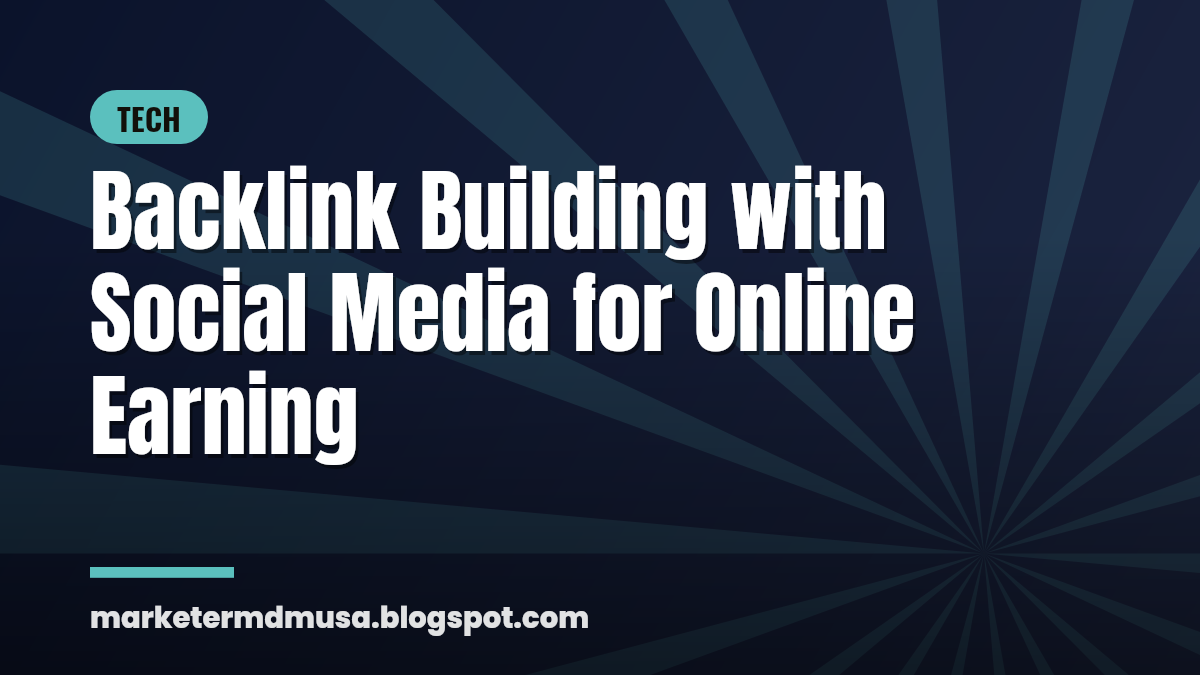 TECH
Backlink Building with
Social Media for Online
Earning
marketermdmusa.blogspot.com